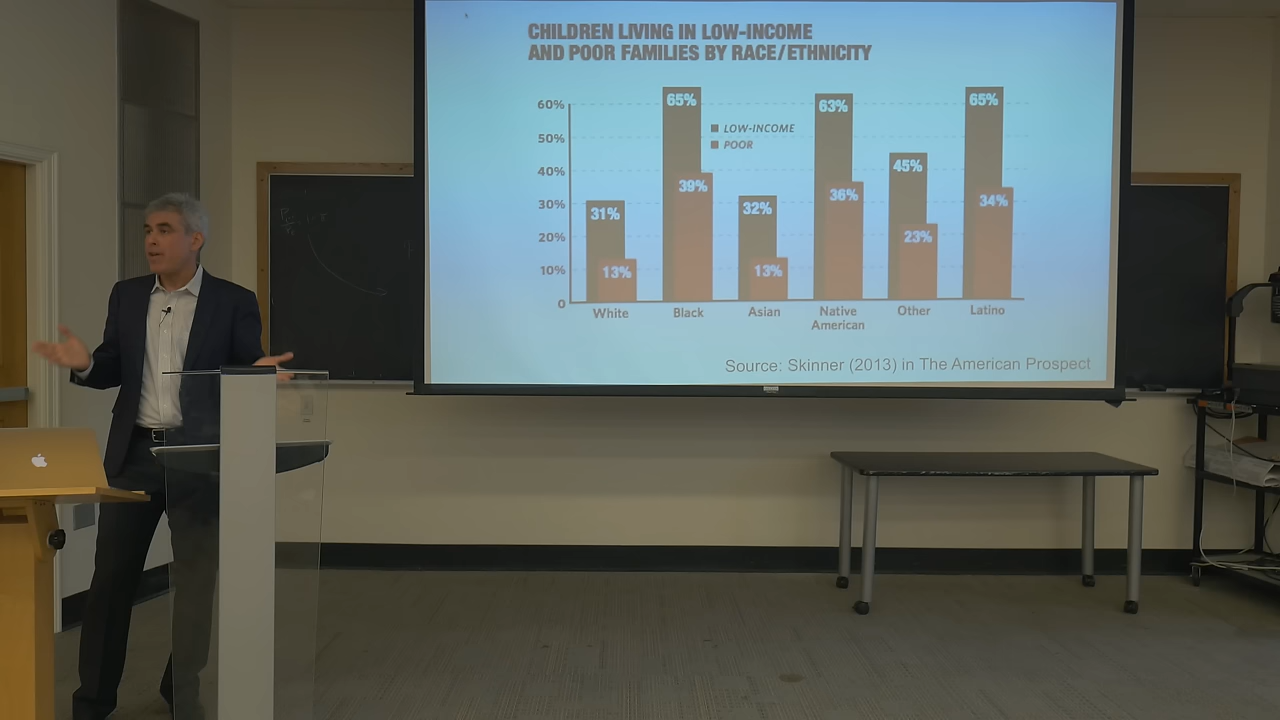 CHILDREN LIVING IN LOW-INCOME
AND POOR FAMILIES BY RACE/ETHNICITY
60%
50%
40%
30%
20%
10%
0
LOW-INCOME
POOR
31%
13%
65%
39%
32%
13%
63%
36%
45%
23%
65%
34%
White
Black
Asian
Native
American
Other
Latino
Source: Skinner (2013) in The American Prospect